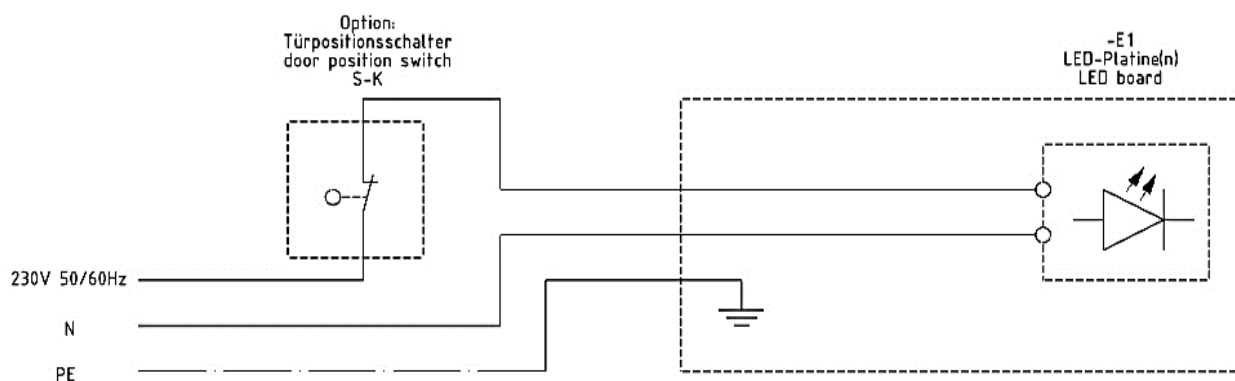 Option:
Türpositionsschalter
door position switch
S-K
-E1
LED-Platine(n)
LED board
230V 50/60Hz
N
PE